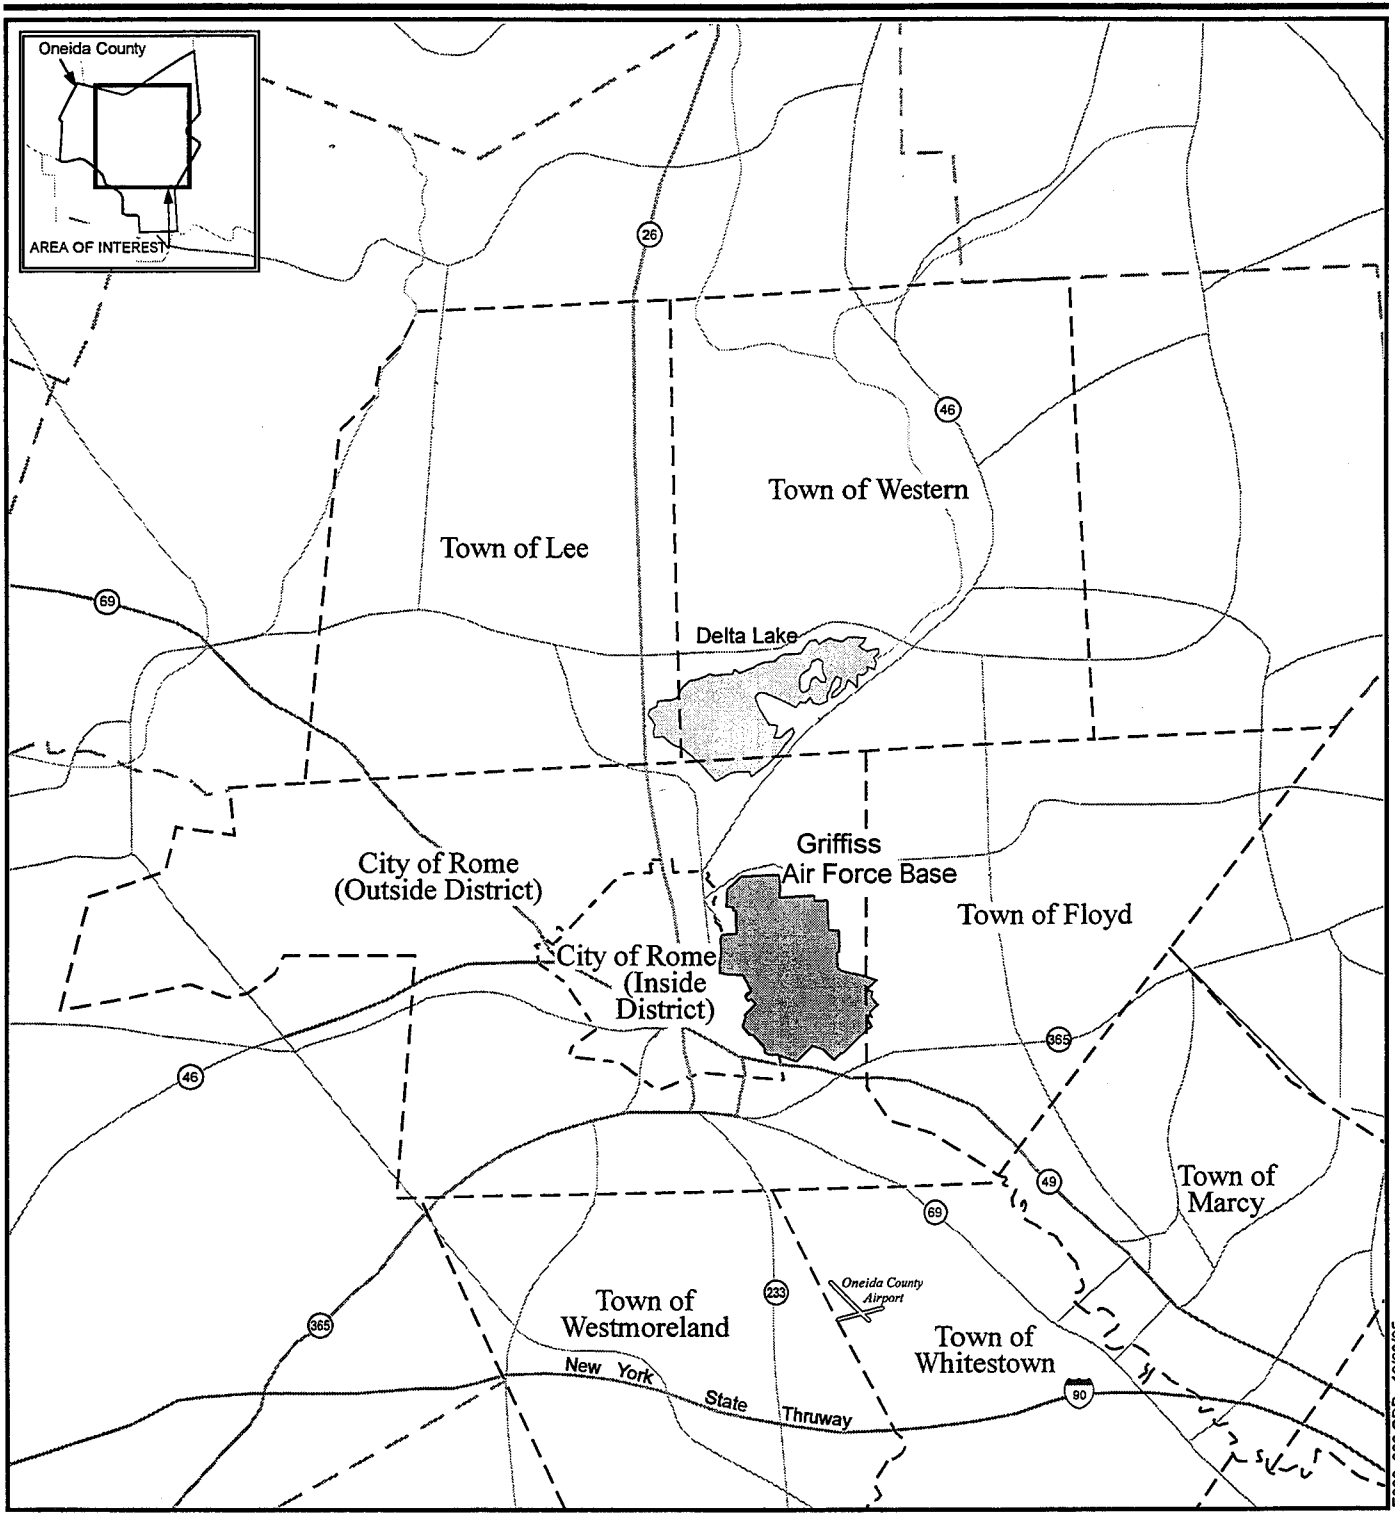 Oneida County
AREA OF INTEREST
26
46
Town of Western
Town of Lee
69
Delta Lake
Griffiss
Air Force Base
City of Rome
(Outside District)
Town of Floyd
City of Rome
(Inside
District)
365
46
Town of
Marcy
49
69
Oneida County
Airport
233
Town of
Westmoreland
365
Town of
Whitestown
New York State Thruway
90